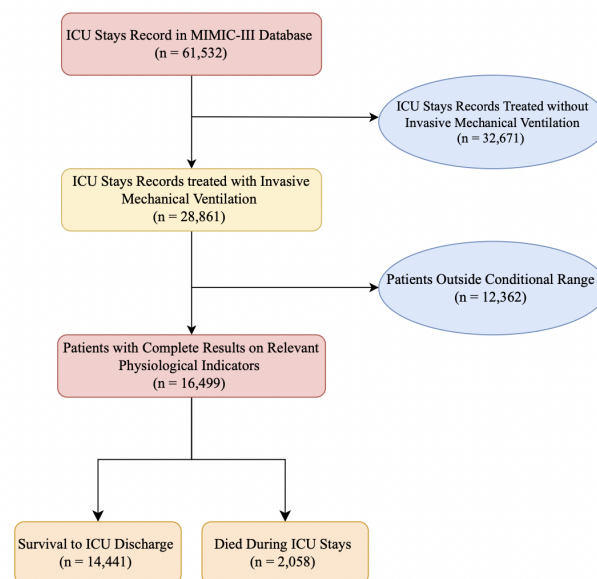 ICU Stays Record in MIMIC-III Database
(n = 61,532)
ICU Stays Records Treated without
Invasive Mechanical Ventilation
(n = 32,671)
ICU Stays Records treated with Invasive
Mechanical Ventilation
(n = 28,861)
Patients Outside Conditional Range
(n = 12,362)
Patients with Complete Results on Relevant
Physiological Indicators
(n = 16,499)
Survival to ICU Discharge
(n = 14,441)
Died During ICU Stays
(n = 2,058)